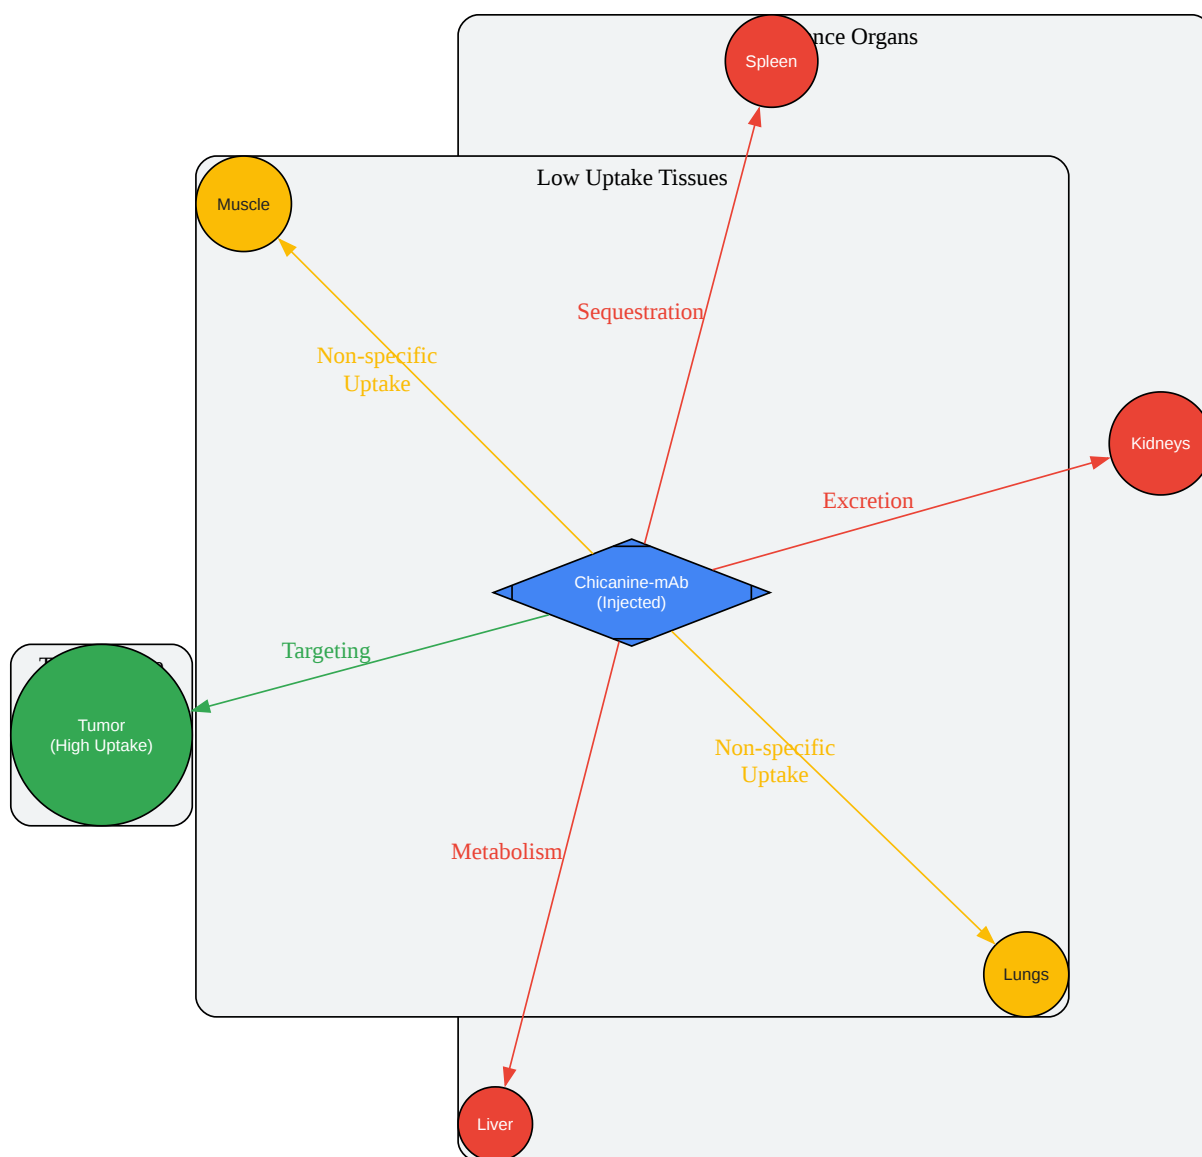 Organs
Spleen
Low Uptake Tissues
Muscle
Sequestration
Non-specific
Uptake
Kidneys
Excretion
Chicanine-mAb
(Injected)
Targeting
Tumor
(High Uptake)
Non-specific
Uptake
Metabolism
Lungs
Liver